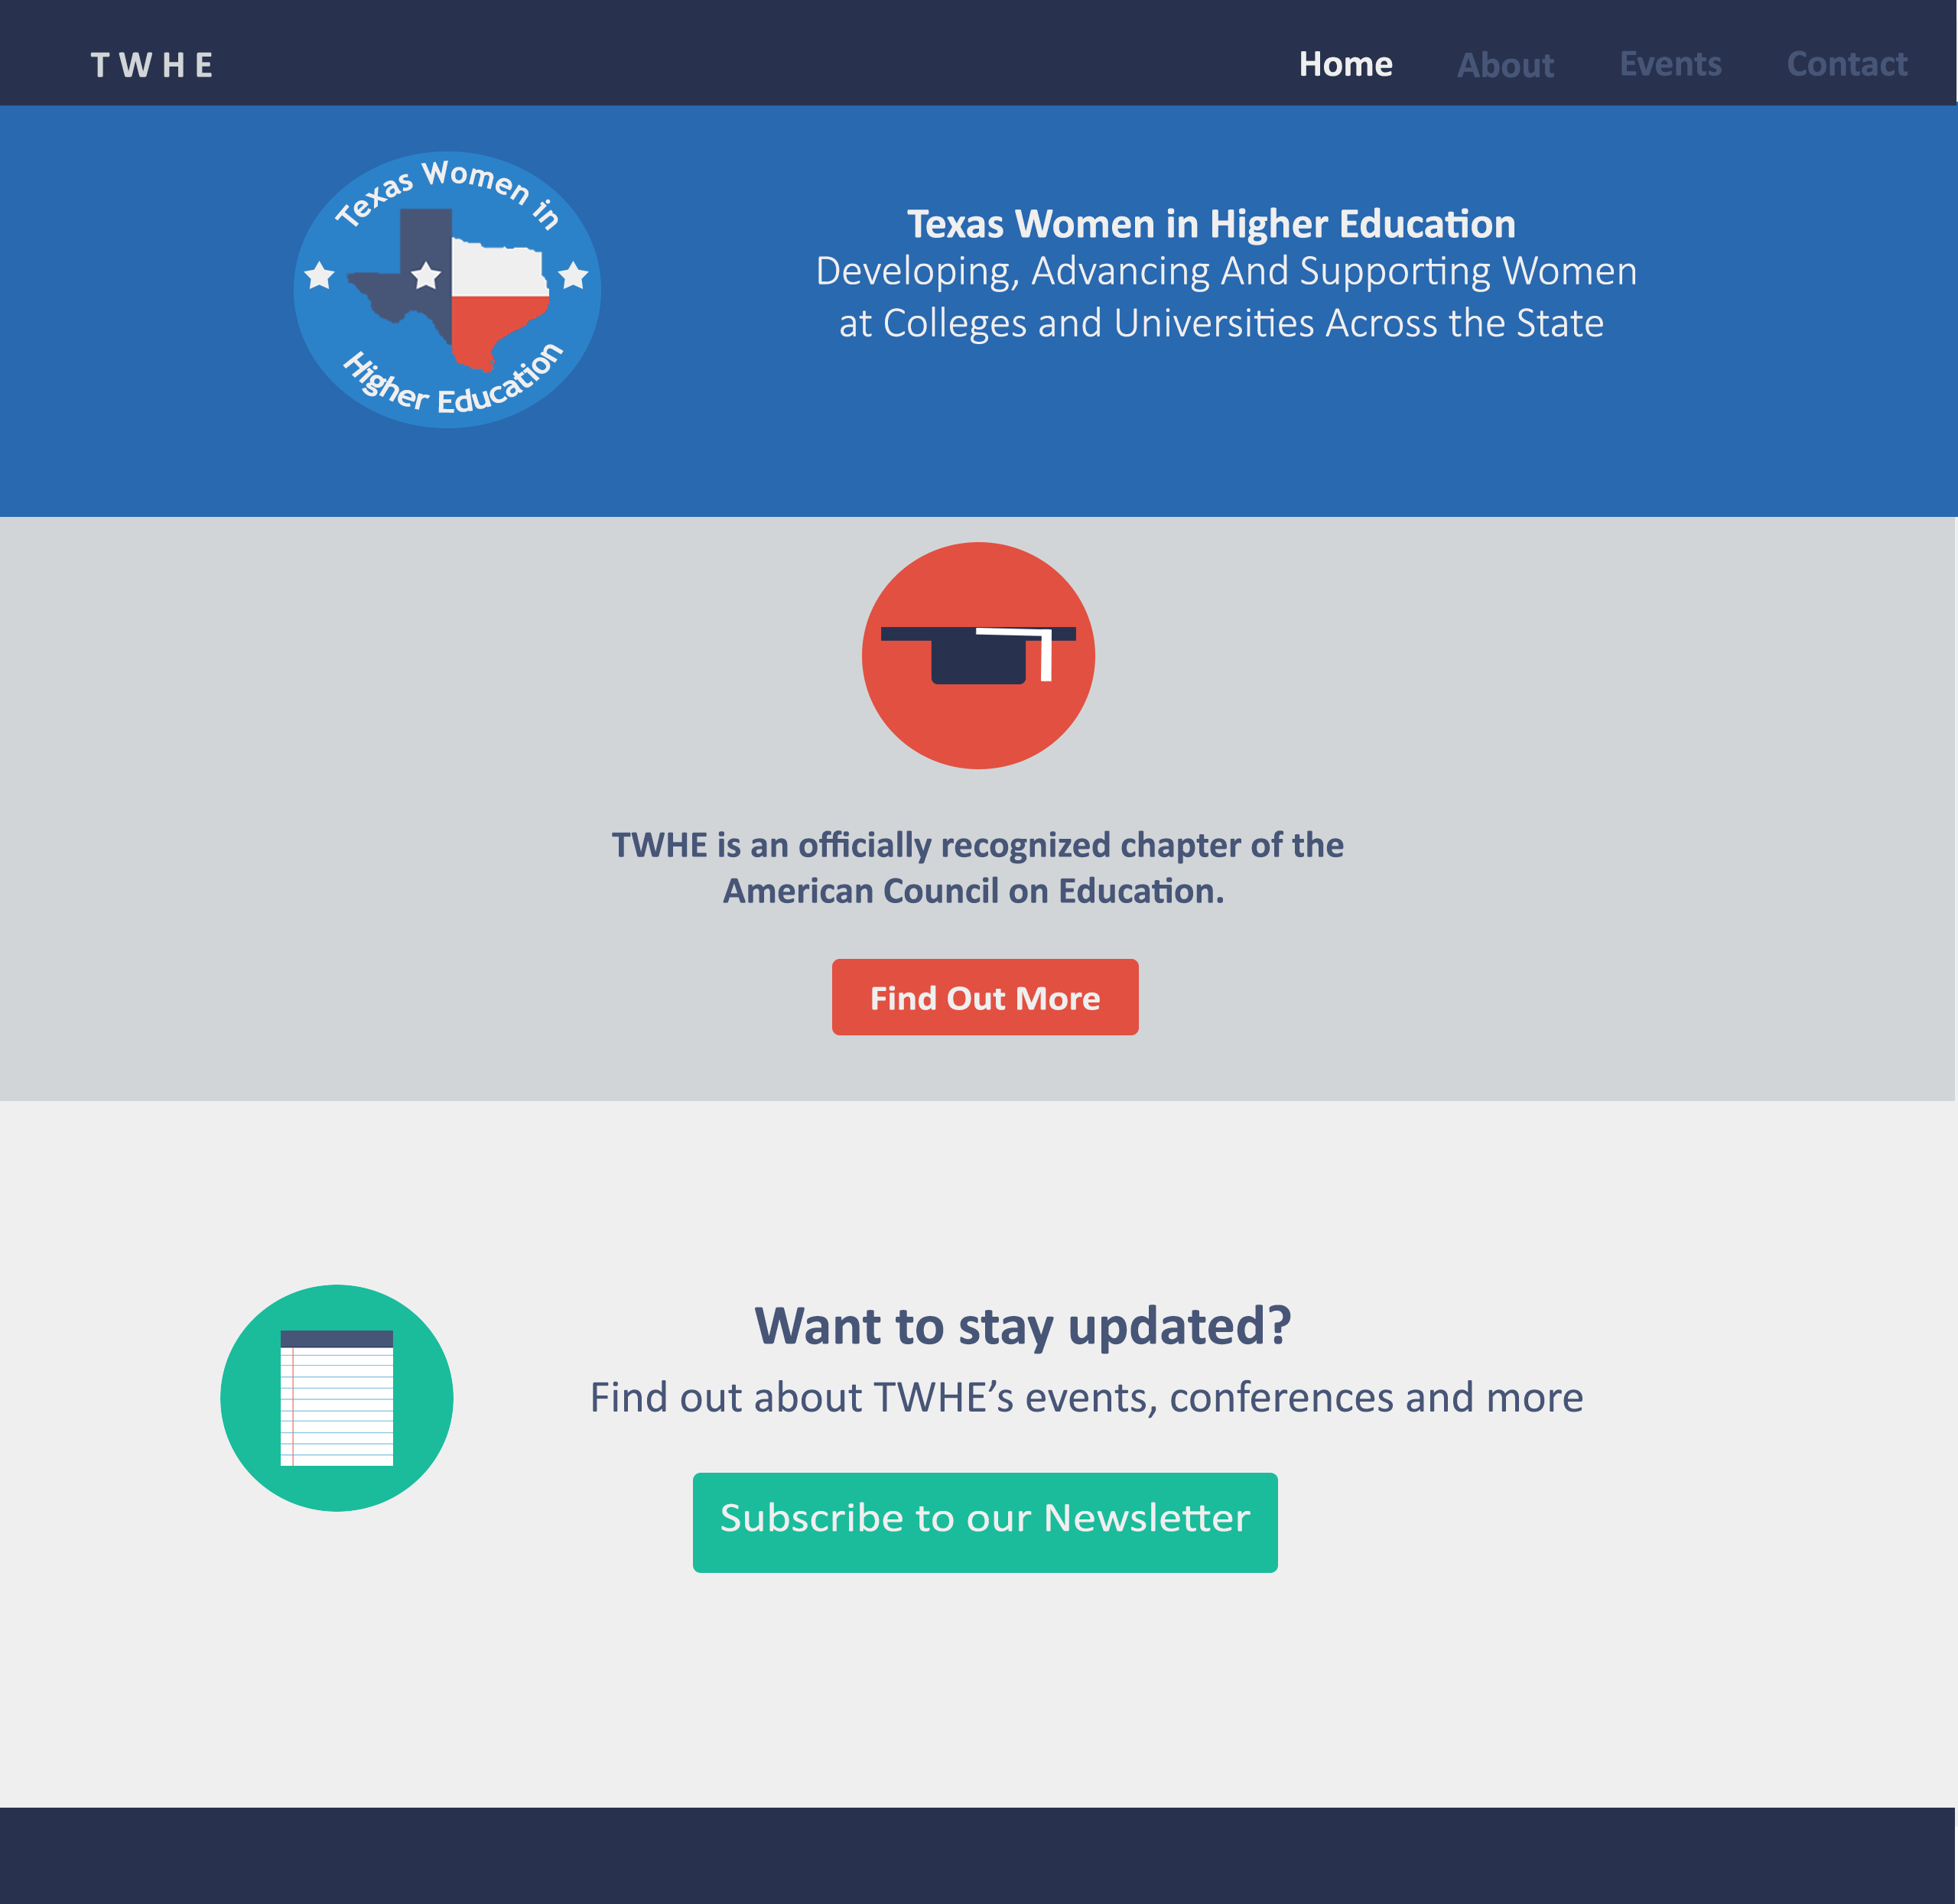 TWHE
Home About Events Contact
Texas Women in
Higher Education
Texas Women in Higher Education
Developing, Advancing And Supporting Women
at Colleges and Universities Across the State
TWHE is an officially recognized chapter of the
American Council on Education.
Find Out More
Want to stay updated?
Find out about TWHE’s events, conferences and more
Subscribe to our Newsletter